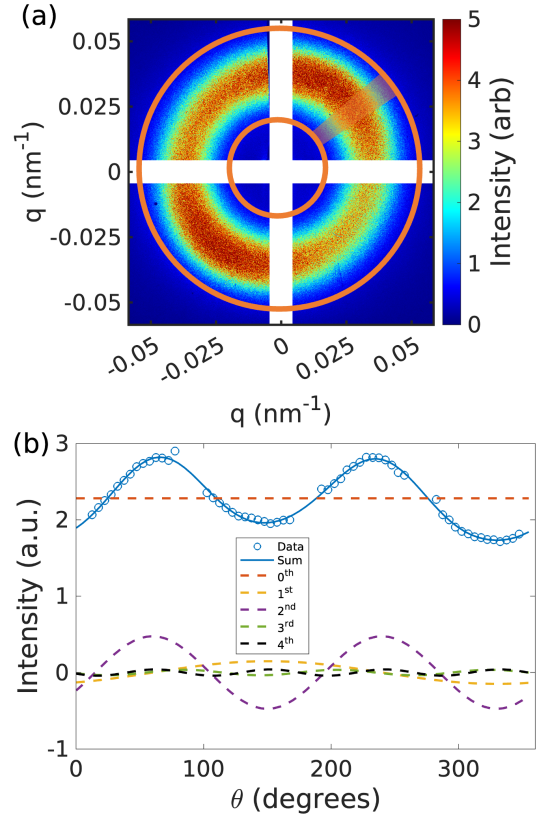 (a)
0.05
0.025
0
-0.025
-0.05
q (nm-1)
-0.05
-0.025
0
0.025
0.05
q (nm-1)
5
4
3
2
1
0
Intensity (arb)
(b)
3
2
1
0
-1
Intensity (a.u.)
Data
Sum
0th
1st
2nd
3rd
4th
0
100
200
300
θ (degrees)